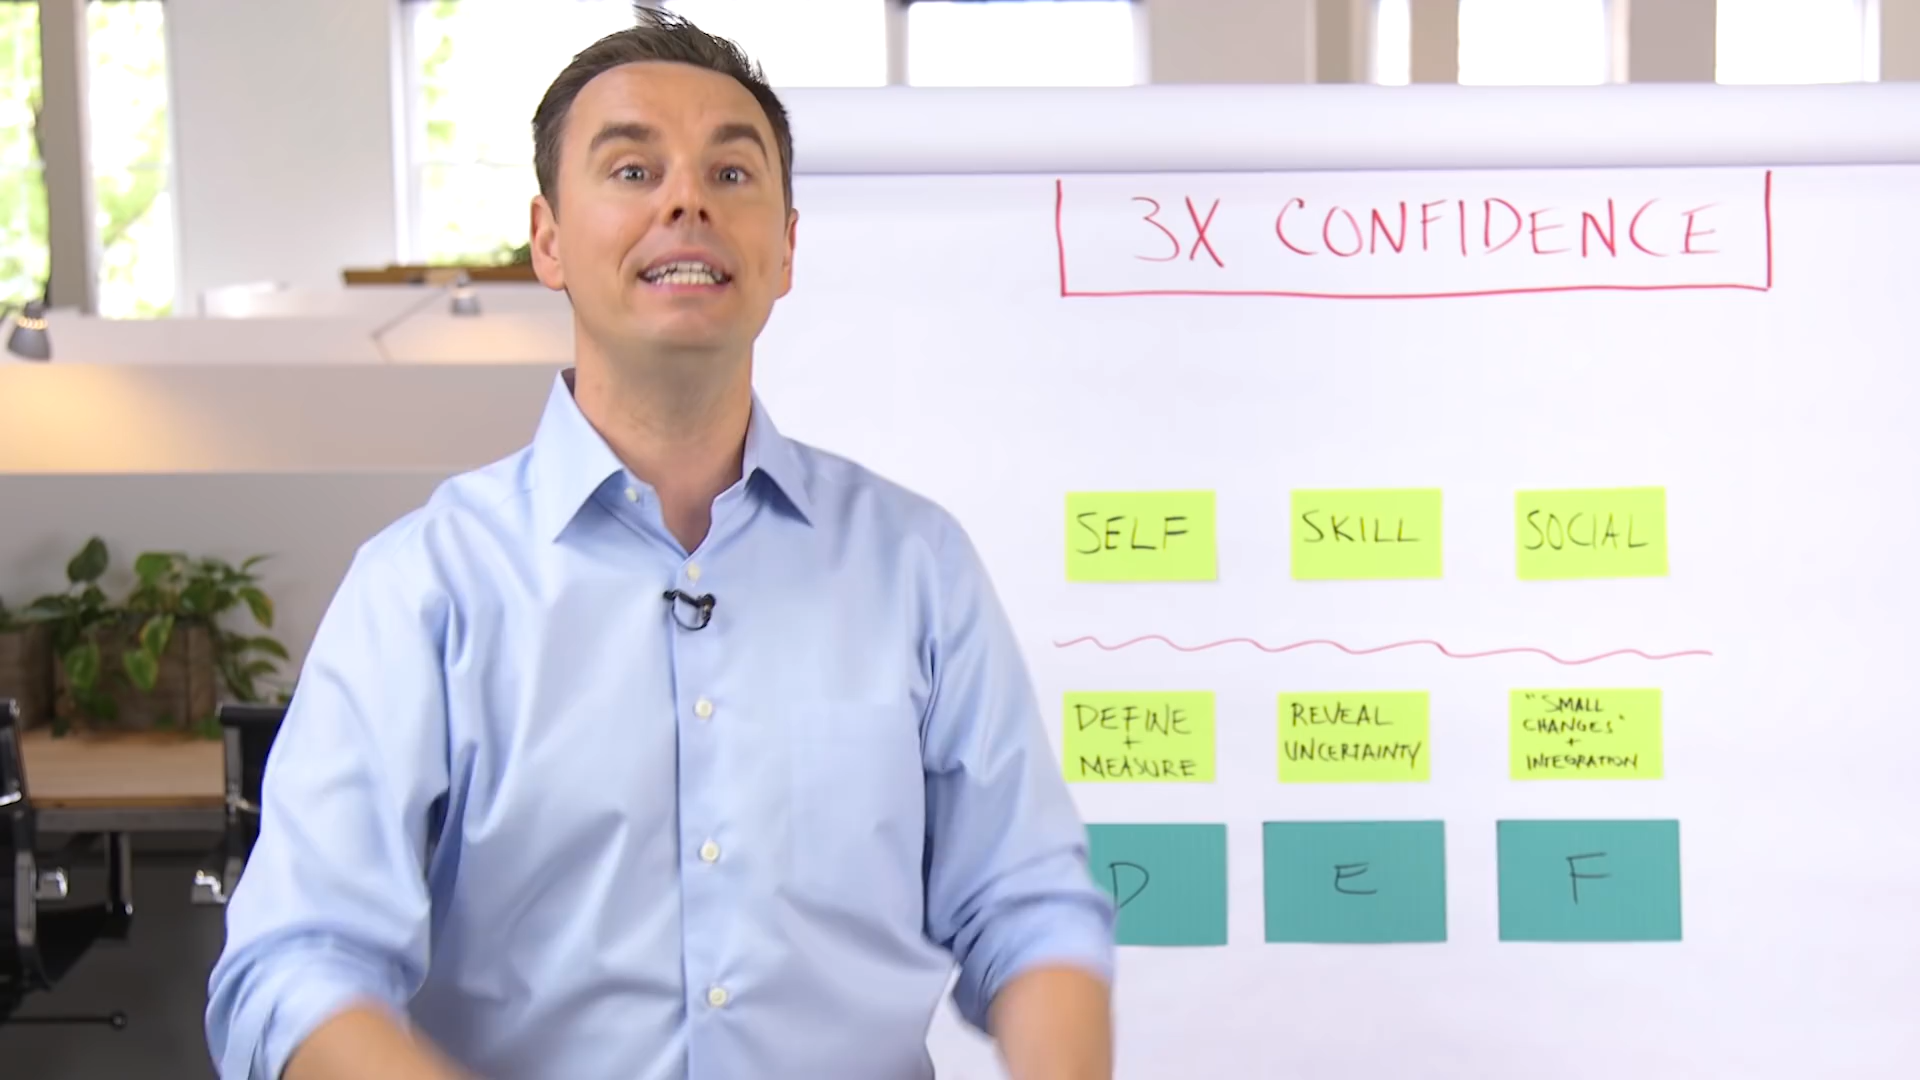 3X CONFIDENCE
SELF
SKILL
SOCIAL
DEFINE
+
MEASURE
REVEAL
UNCERTAINTY
"SMALL
CHANGES"
+
INTEGRATION
D
E
F